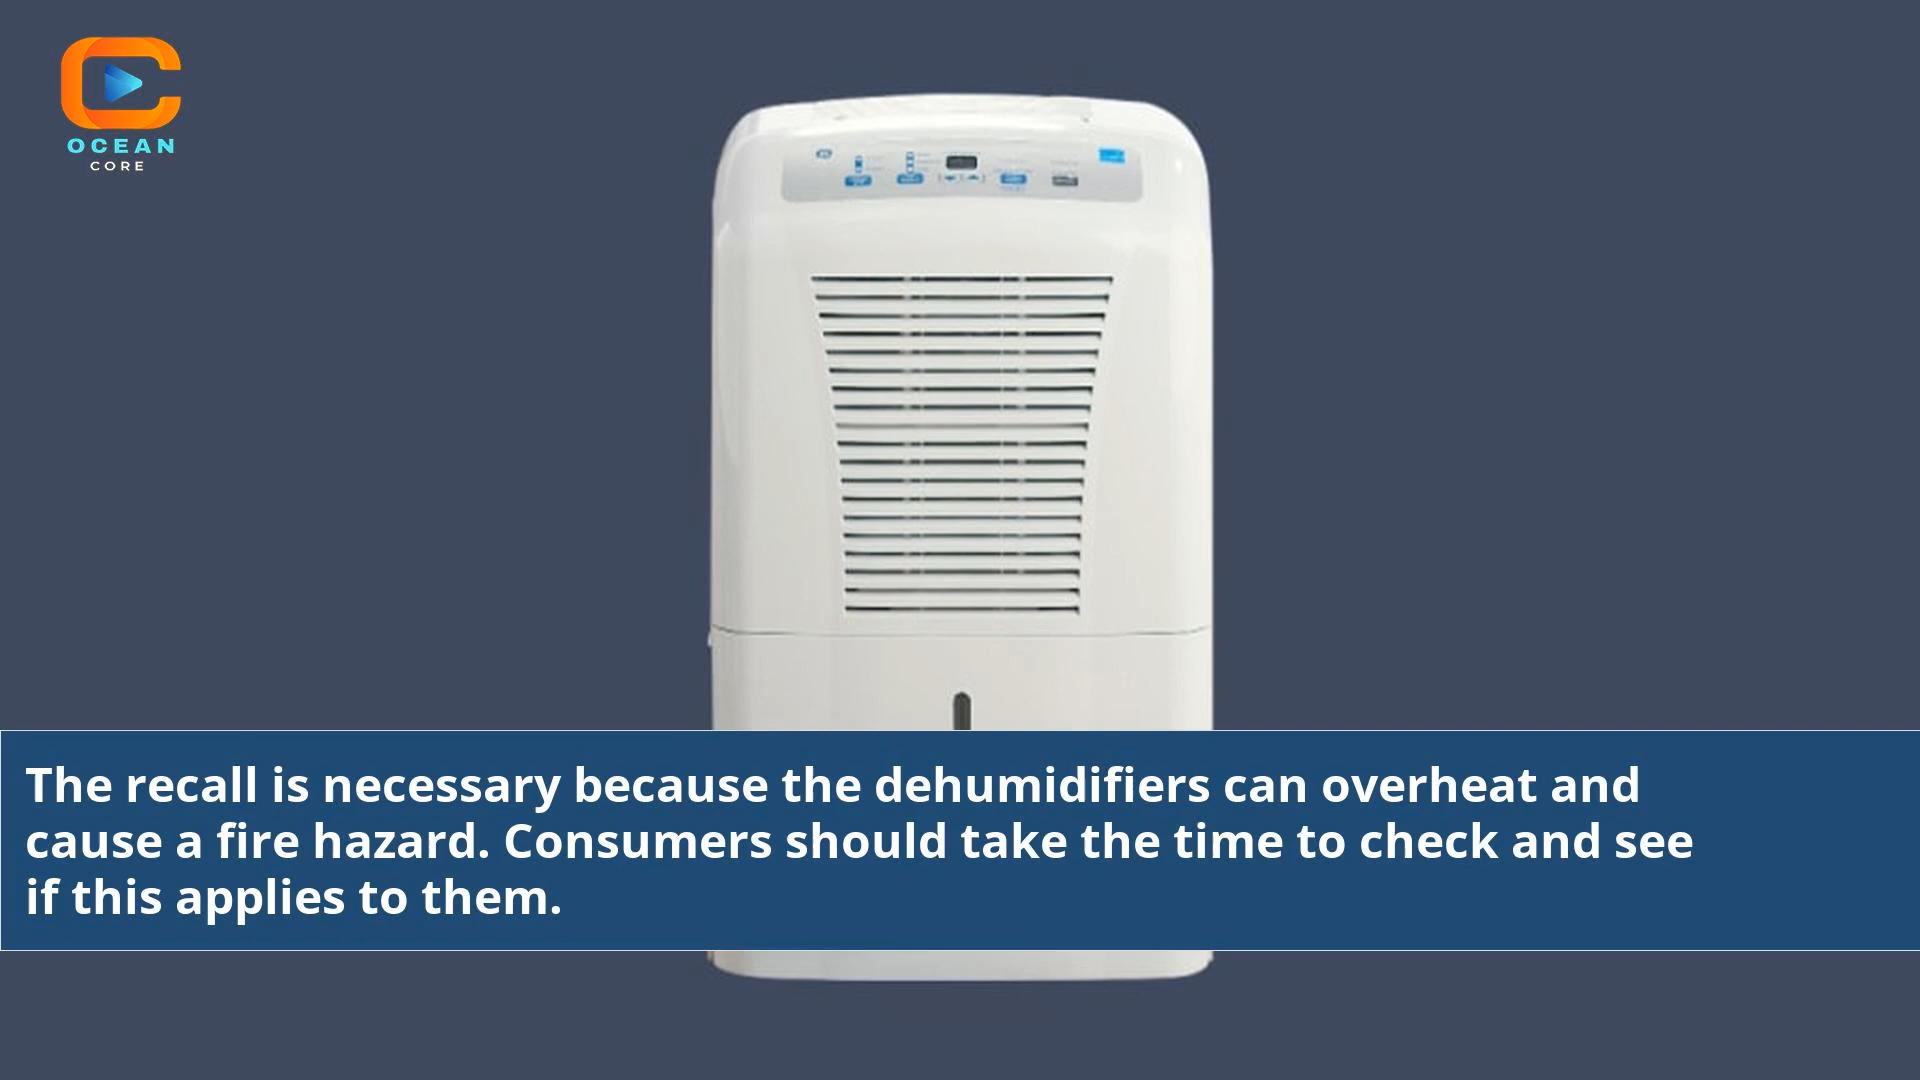 OCEAN
CORE
The recall is necessary because the dehumidifiers can overheat and
cause a fire hazard. Consumers should take the time to check and see
if this applies to them.